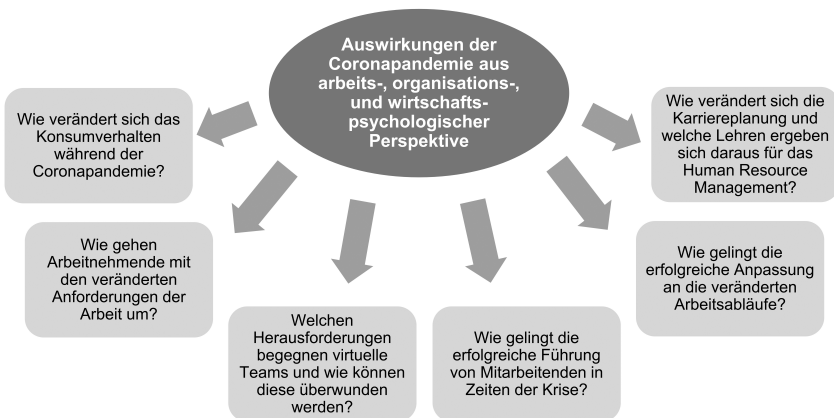 Auswirkungen der
Coronapandemie aus
arbeits-, organisations-,
und wirtschafts-
psychologischer
Perspektive
Wie verändert sich das
Konsumverhalten
während der
Coronapandemie?
Wie gehen
Arbeitnehmende mit
den veränderten
Anforderungen der
Arbeit um?
Welchen
Herausforderungen
begegnen virtuelle
Teams und wie können
diese überwunden
werden?
Wie gelingt die
erfolgreiche Führung
von Mitarbeitenden in
Zeiten der Krise?
Wie gelingt die
erfolgreiche Anpassung
an die veränderten
Arbeitsabläufe?
Wie verändert sich die
Karriereplanung und
welche Lehren ergeben
sich daraus für das
Human Resource
Management?